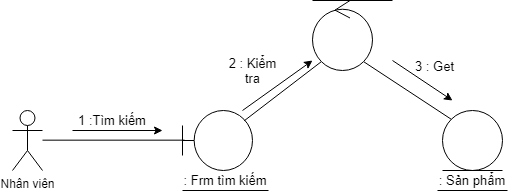 2 : Kiểm
tra
3 : Get
1 :Tìm kiếm
Nhân viên
: Frm tìm kiếm
: Sản phẩm